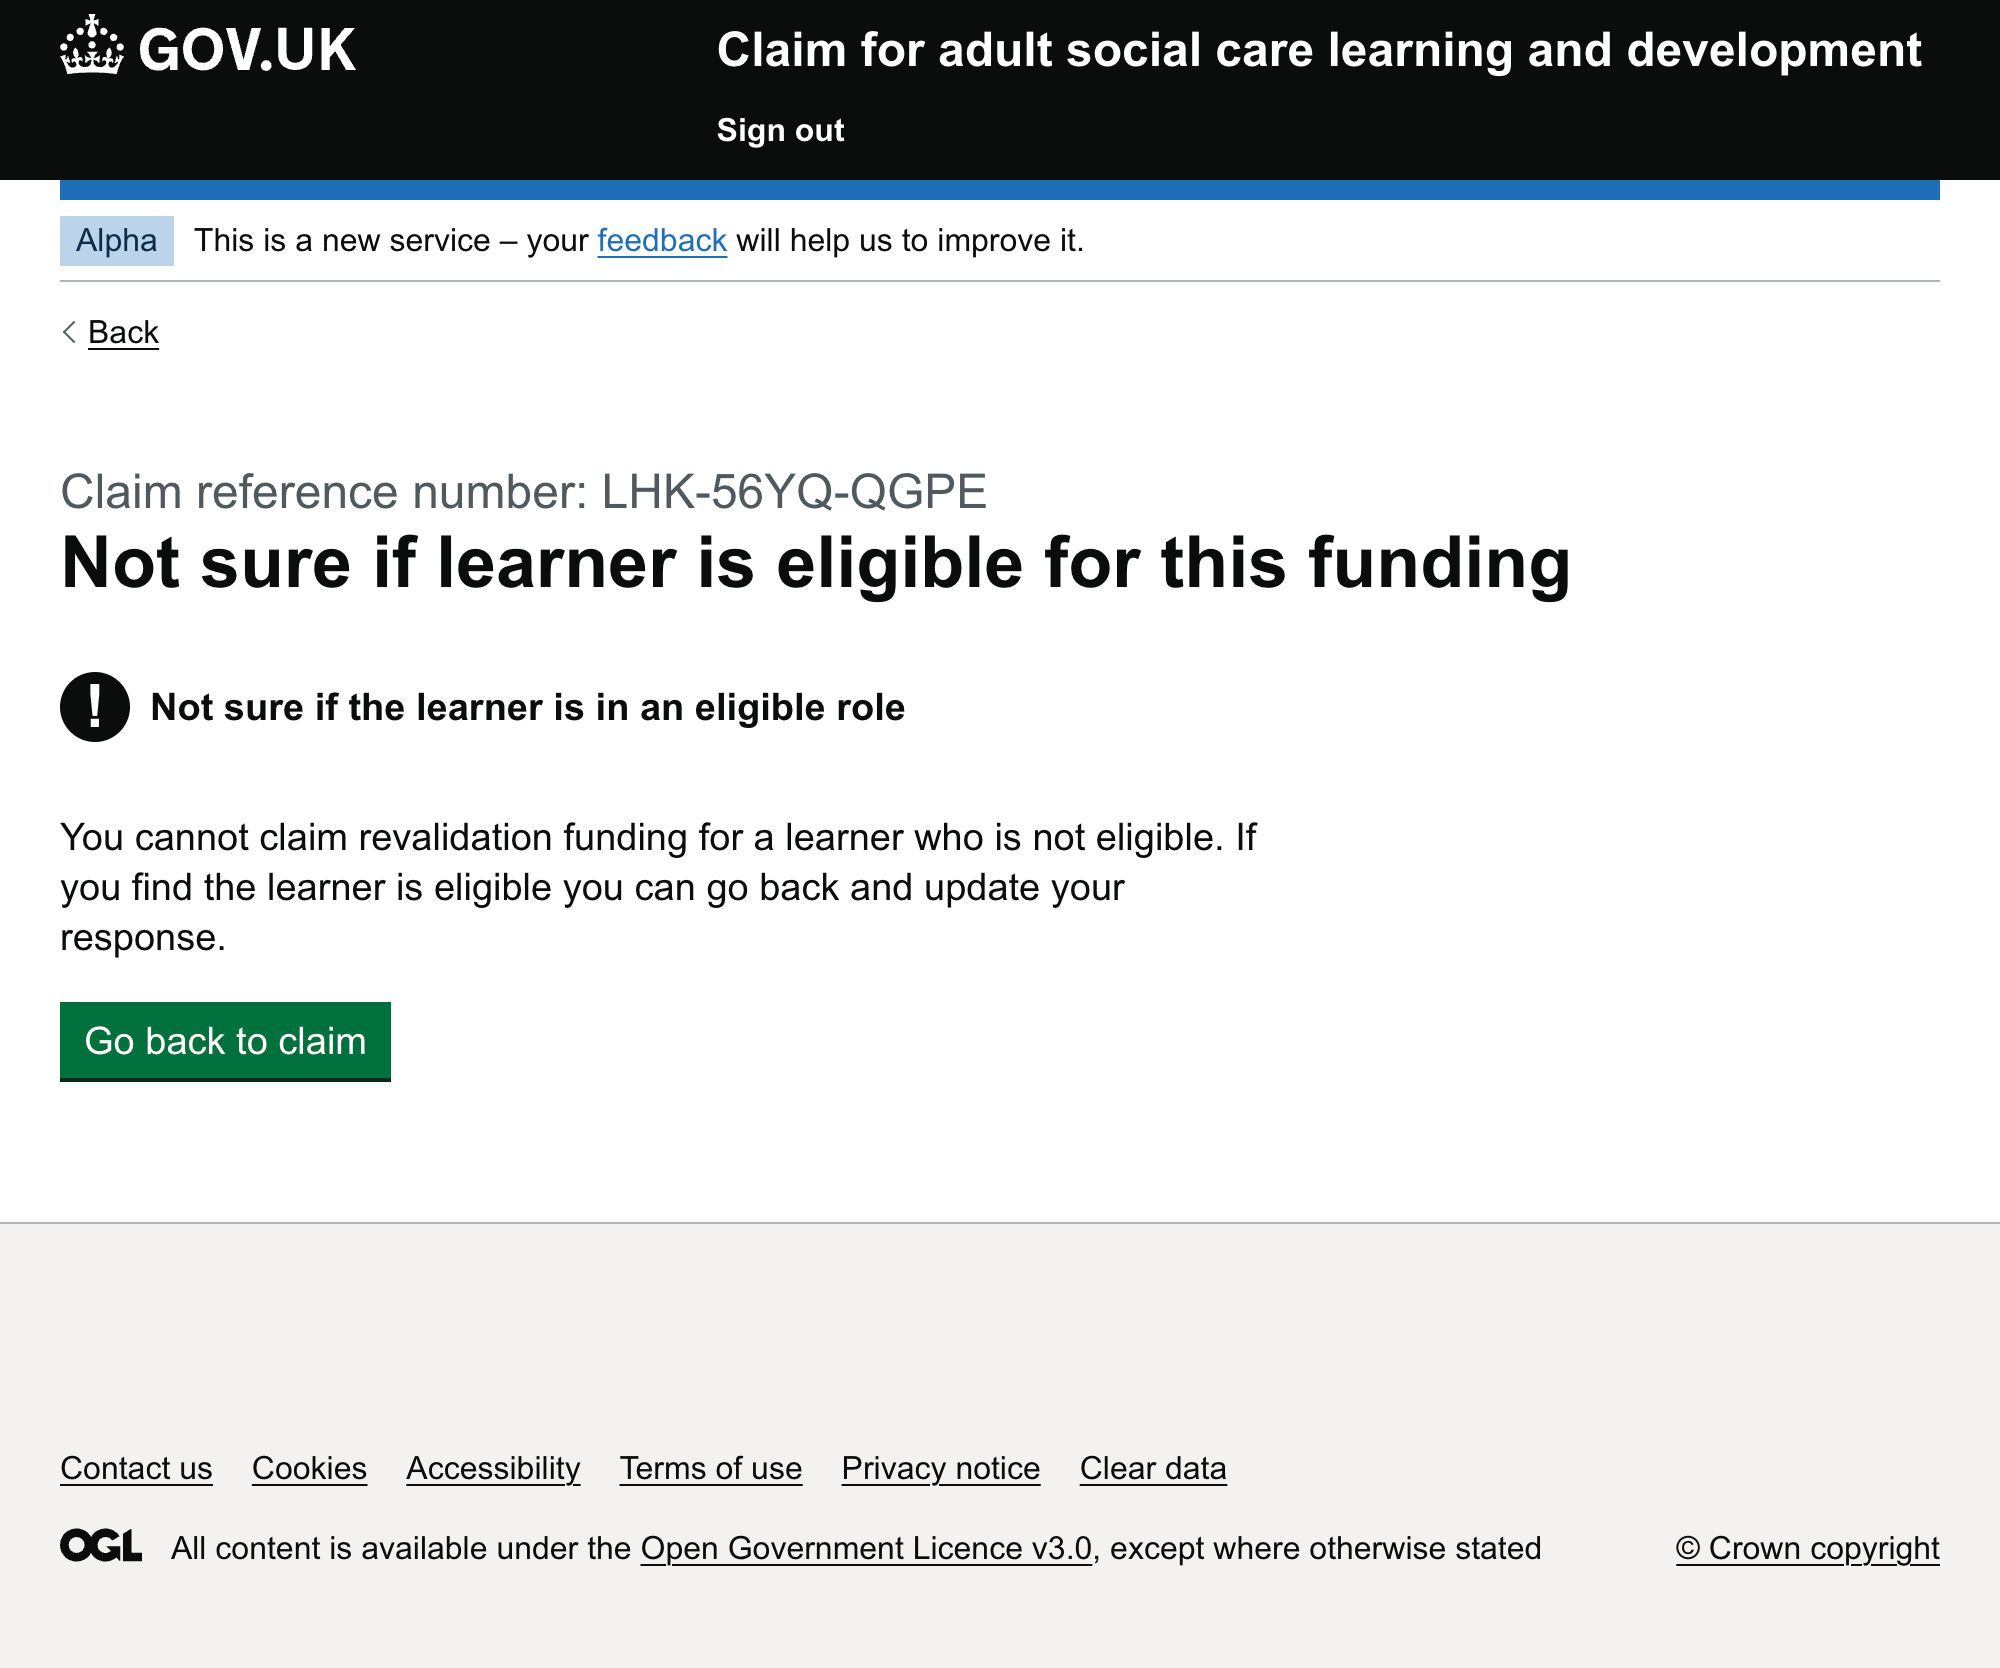 GOV.UK
Claim for adult social care learning and development
Sign out
Alpha This is a new service – your feedback will help us to improve it.
Back
Claim reference number: LHK-56YQ-QGPE
Not sure if learner is eligible for this funding
! Not sure if the learner is in an eligible role
You cannot claim revalidation funding for a learner who is not eligible. If
you find the learner is eligible you can go back and update your
response.
Go back to claim
Contact us Cookies Accessibility Terms of use Privacy notice Clear data
OGL All content is available under the Open Government Licence v3.0, except where otherwise stated © Crown copyright